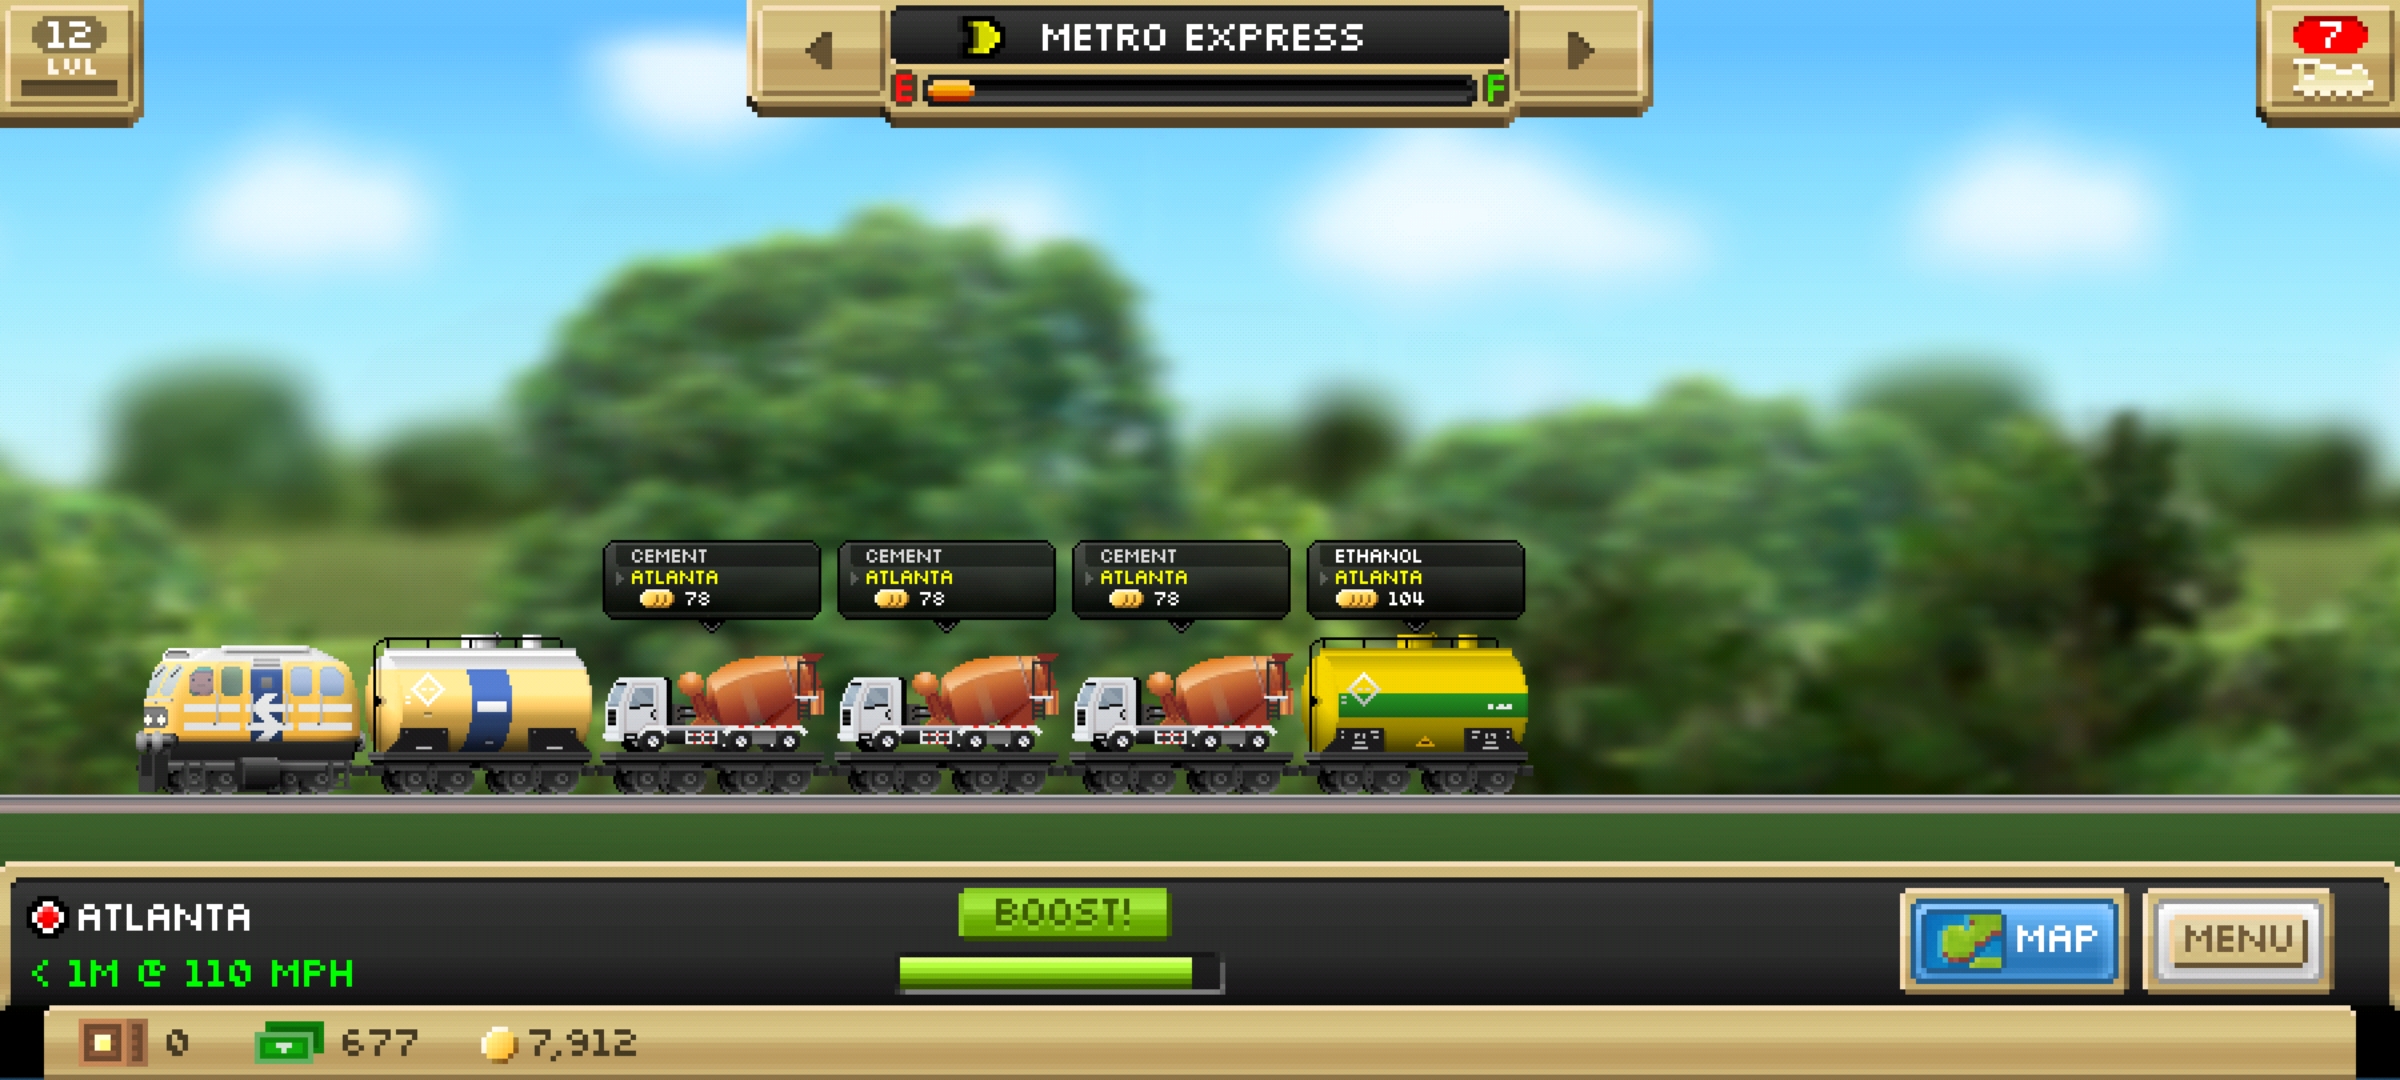 12
LVL
METRO EXPRESS
E F
7
CEMENT
ATLANTA
78
CEMENT
ATLANTA
78
CEMENT
ATLANTA
78
ETHANOL
ATLANTA
104
ATLANTA
< 1M @ 110 MPH
BOOST!
MAP
MENU
0 677 7,912